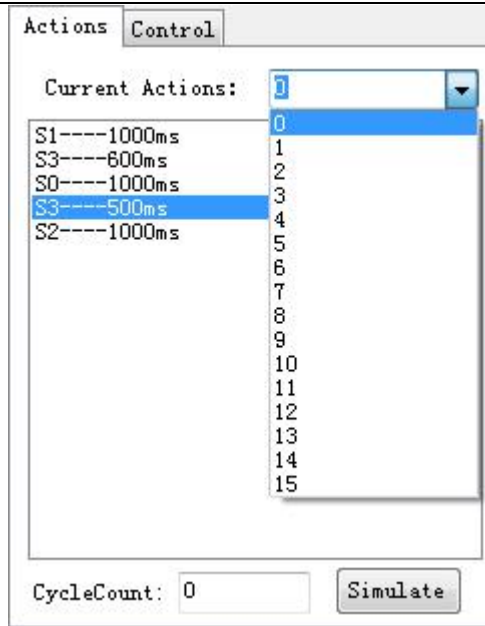 Actions Control
Current Actions: 0
S1----1000ms
S3----600ms
S0----1000ms
S3----500ms
S2----1000ms
0
1
2
3
4
5
6
7
8
9
10
11
12
13
14
15
CycleCount: 0 Simulate